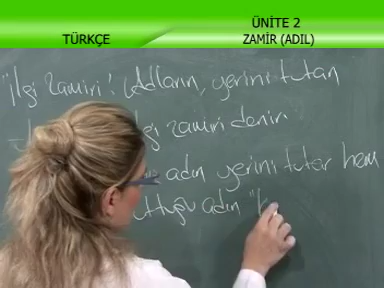 ÜNİTE 2
TÜRKÇE
ZAMİR (ADIL)
"İlgi zamiri": Adların, yerini tutan
ilgi zamiri denir.
adın yerini tutar hem
tuttuğu adın "